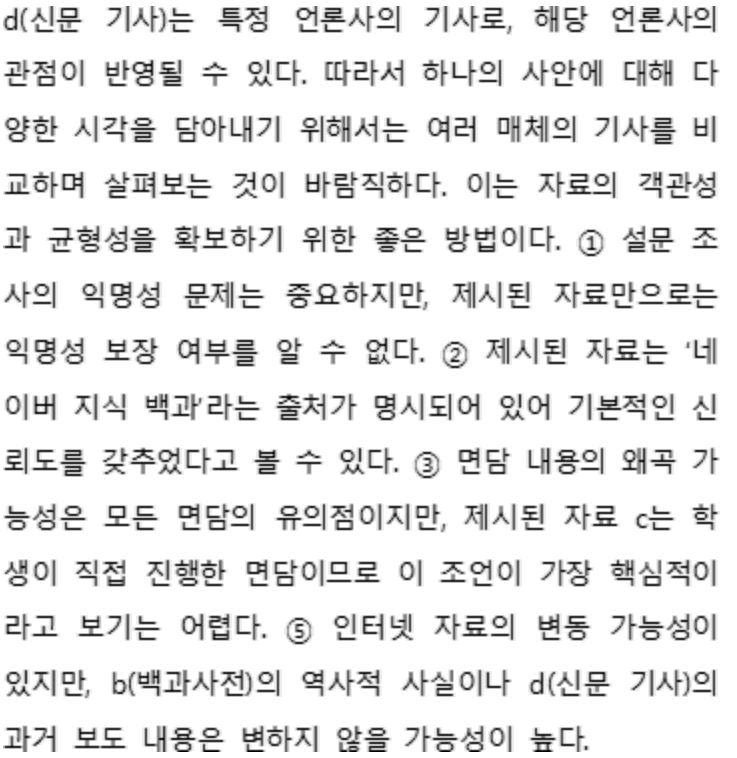 d(신문 기사)는 특정 언론사의 기사로, 해당 언론사의
관점이 반영될 수 있다. 따라서 하나의 사안에 대해 다
양한 시각을 담아내기 위해서는 여러 매체의 기사를 비
교하며 살펴보는 것이 바람직하다. 이는 자료의 객관성
과 균형성을 확보하기 위한 좋은 방법이다. ① 설문 조
사의 익명성 문제는 중요하지만, 제시된 자료만으로는
익명성 보장 여부를 알 수 없다. ② 제시된 자료는 '네
이버 지식 백과'라는 출처가 명시되어 있어 기본적인 신
뢰도를 갖추었다고 볼 수 있다. ③ 면담 내용의 왜곡 가
능성은 모든 면담의 유의점이지만, 제시된 자료 c는 학
생이 직접 진행한 면담이므로 이 조언이 가장 핵심적이
라고 보기는 어렵다. ⑤ 인터넷 자료의 변동 가능성이
있지만, b(백과사전)의 역사적 사실이나 d(신문 기사)의
과거 보도 내용은 변하지 않을 가능성이 높다.